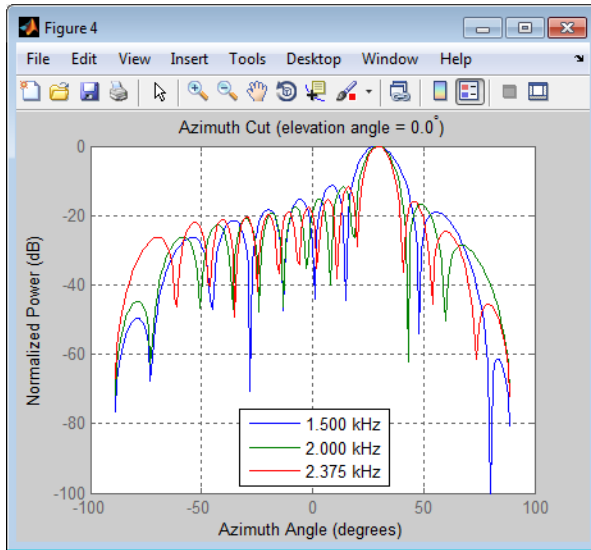 Figure 4
File Edit View Insert Tools Desktop Window Help
Azimuth Cut (elevation angle = 0.0°)
0
-20
-40
-60
-80
-100
Normalized Power (dB)
1.500 kHz
2.000 kHz
2.375 kHz
-100 -50 0 50 100
Azimuth Angle (degrees)